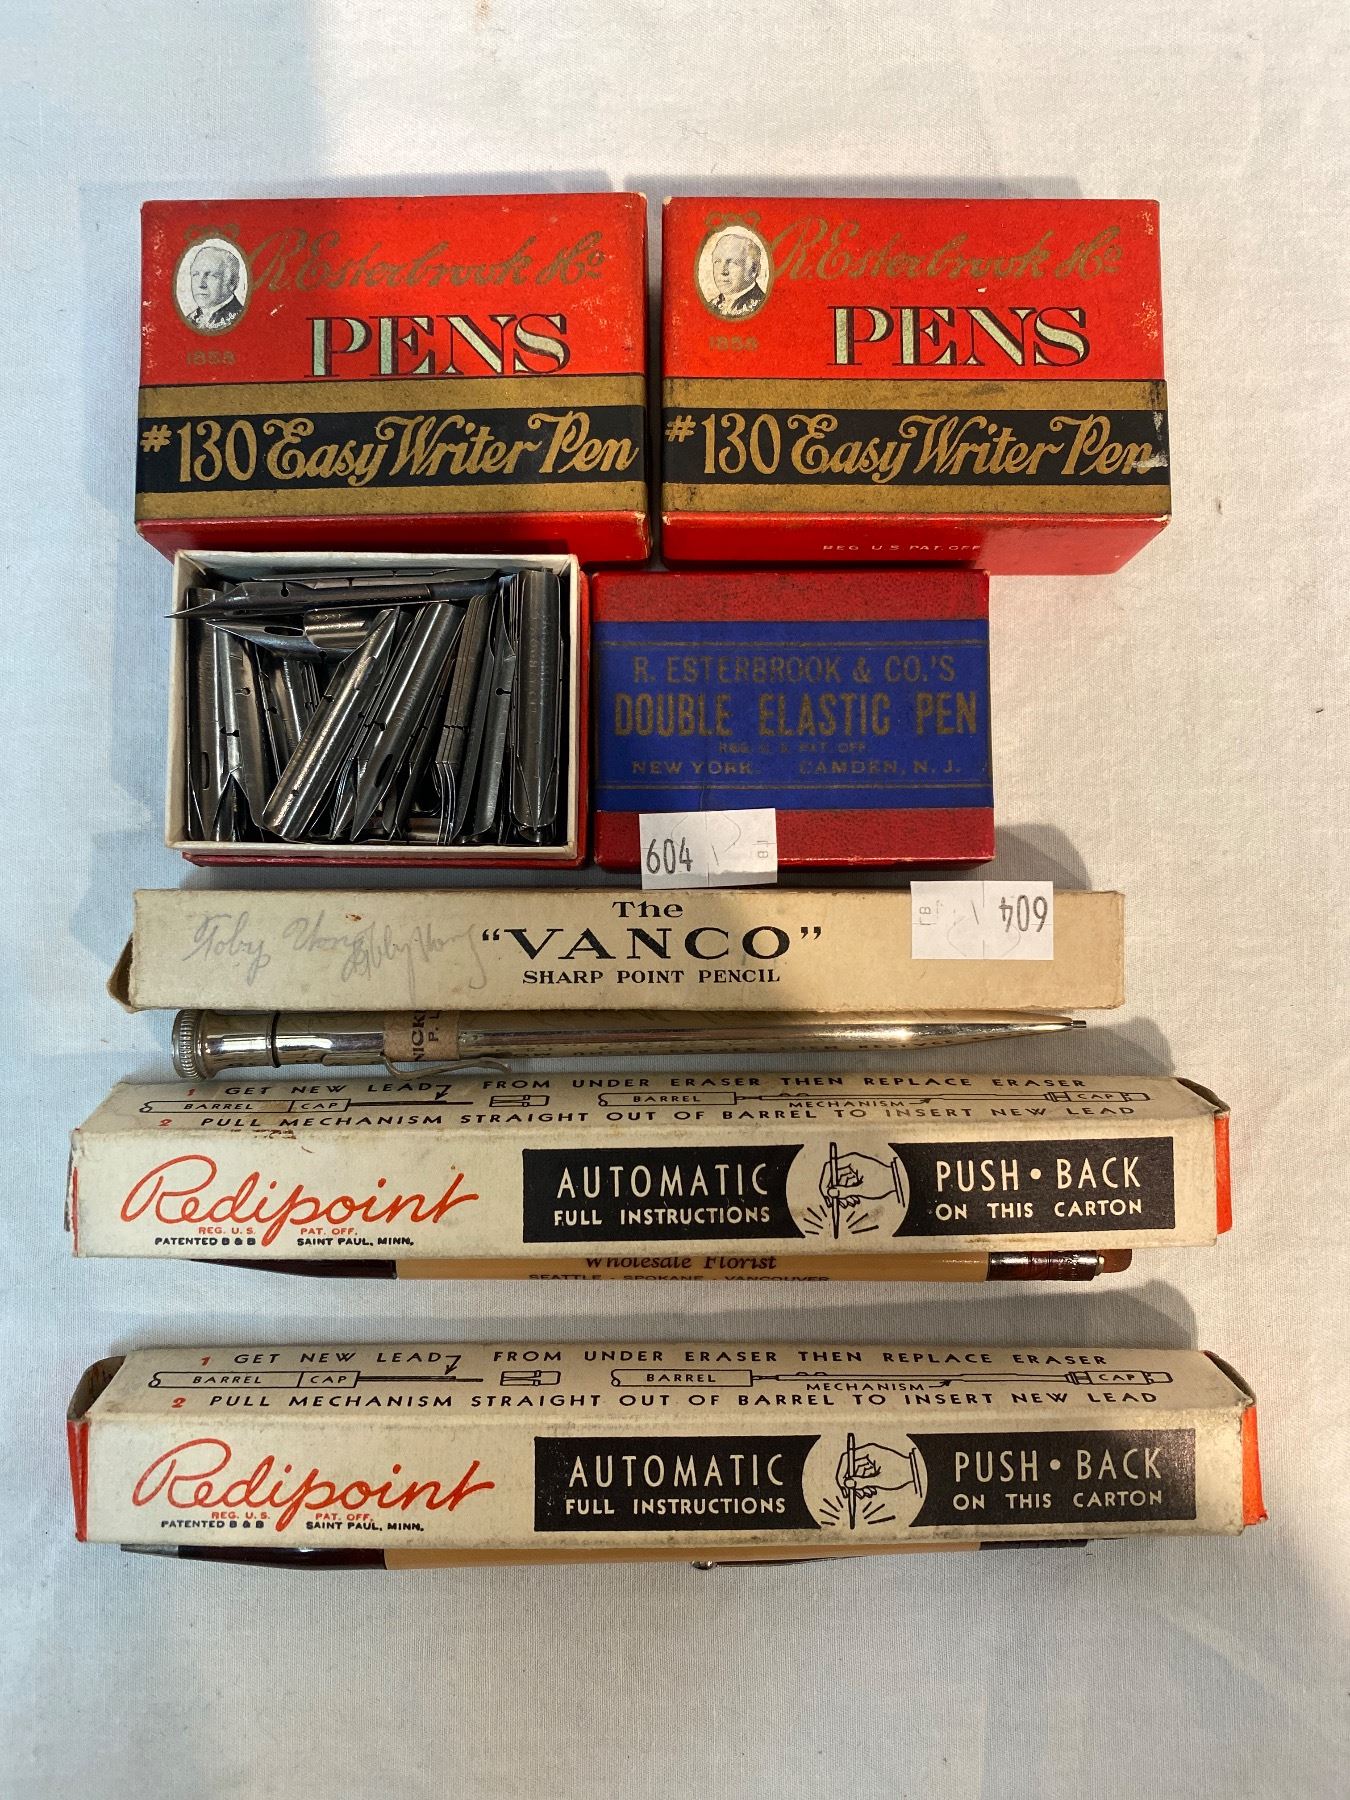 R. Esterbrook & Co
1858
PENS
#130 Easy Writer Pen
R. Esterbrook & Co
1858
PENS
#130 Easy Writer Pen
REG. U.S. PAT. OFF.
R. ESTERBROOK & CO.'S
DOUBLE ELASTIC PEN
REG. U. S. PAT. OFF.
NEW YORK. CAMDEN, N. J.
604
604
Toby
The
"VANCO"
SHARP POINT PENCIL
NICK
P. L
1 GET NEW LEAD FROM UNDER ERASER THEN REPLACE ERASER
BARREL CAP BARREL MECHANISM CAP
2 PULL MECHANISM STRAIGHT OUT OF BARREL TO INSERT NEW LEAD
Redipoint
REG. U. S. PAT. OFF.
PATENTED B & B SAINT PAUL, MINN.
AUTOMATIC PUSH • BACK
FULL INSTRUCTIONS ON THIS CARTON
Wholesale Florist
SEATTLE - SPOKANE - VANCOUVER
1 GET NEW LEAD FROM UNDER ERASER THEN REPLACE ERASER
BARREL CAP BARREL MECHANISM CAP
2 PULL MECHANISM STRAIGHT OUT OF BARREL TO INSERT NEW LEAD
Redipoint
REG. U. S. PAT. OFF.
PATENTED B & B SAINT PAUL, MINN.
AUTOMATIC PUSH • BACK
FULL INSTRUCTIONS ON THIS CARTON